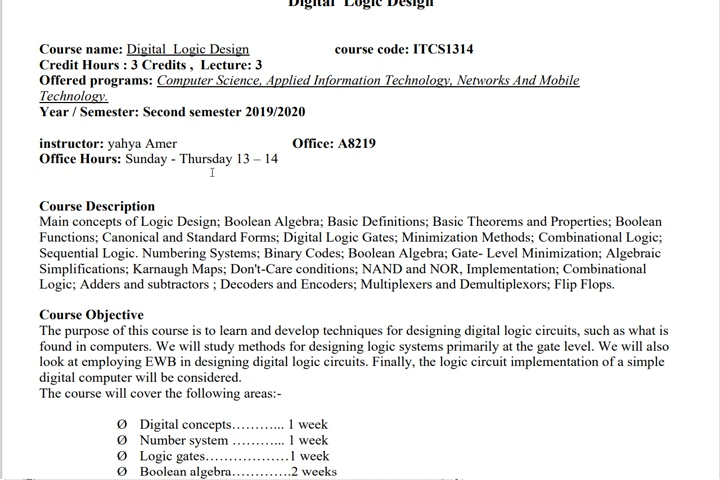 Digital Logic Design
Course name: Digital Logic Design course code: ITCS1314
Credit Hours : 3 Credits , Lecture: 3
Offered programs: Computer Science, Applied Information Technology, Networks And Mobile
Technology.
Year / Semester: Second semester 2019/2020
instructor: yahya Amer Office: A8219
Office Hours: Sunday - Thursday 13 – 14
Course Description
Main concepts of Logic Design; Boolean Algebra; Basic Definitions; Basic Theorems and Properties; Boolean
Functions; Canonical and Standard Forms; Digital Logic Gates; Minimization Methods; Combinational Logic;
Sequential Logic. Numbering Systems; Binary Codes; Boolean Algebra; Gate- Level Minimization; Algebraic
Simplifications; Karnaugh Maps; Don't-Care conditions; NAND and NOR, Implementation; Combinational
Logic; Adders and subtractors ; Decoders and Encoders; Multiplexers and Demultiplexors; Flip Flops.
Course Objective
The purpose of this course is to learn and develop techniques for designing digital logic circuits, such as what is
found in computers. We will study methods for designing logic systems primarily at the gate level. We will also
look at employing EWB in designing digital logic circuits. Finally, the logic circuit implementation of a simple
digital computer will be considered.
The course will cover the following areas:-
Ø Digital concepts……….. 1 week
Ø Number system ……….. 1 week
Ø Logic gates………………1 week
Ø Boolean algebra………….2 weeks